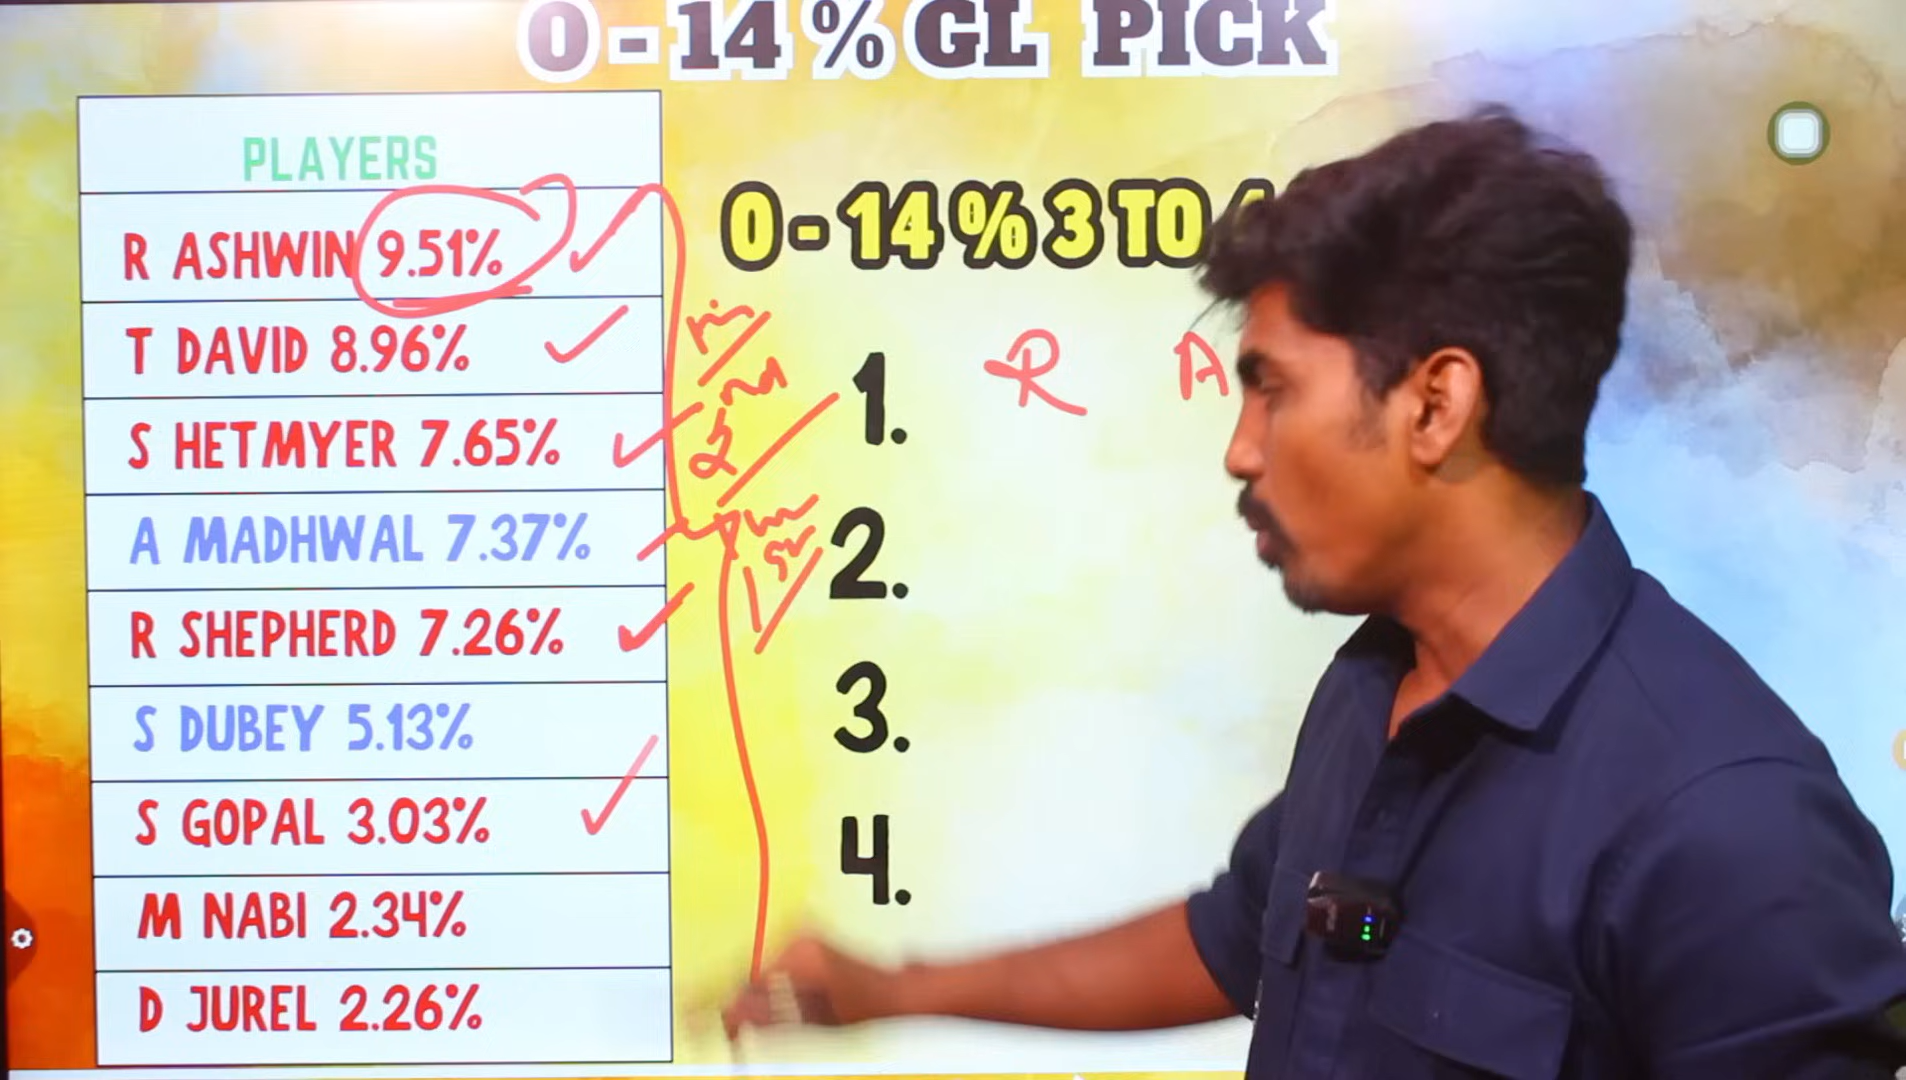 0-14% GL PICK
PLAYERS
R ASHWIN 9.51%
T DAVID 8.96%
S HETMYER 7.65%
A MADHWAL 7.37%
R SHEPHERD 7.26%
S DUBEY 5.13%
S GOPAL 3.03%
M NABI 2.34%
D JUREL 2.26%
0-14% 3 TO
2nd
1st
1. R A
2.
3.
4.